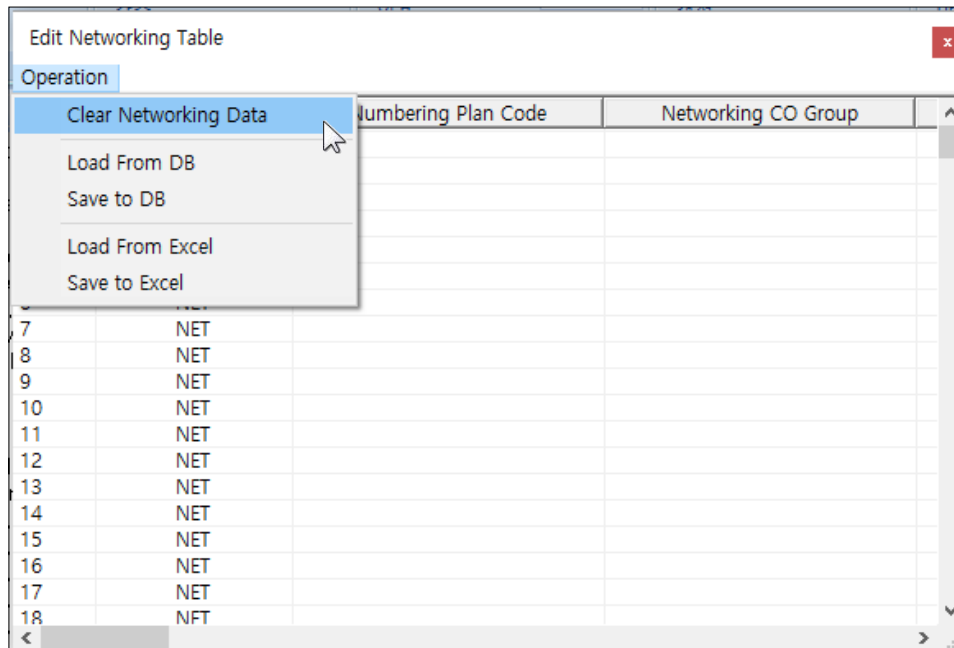 Edit Networking Table
x
Operation
Clear Networking Data
Numbering Plan Code
Networking CO Group
Load From DB
Save to DB
Load From Excel
Save to Excel
7 NET
8 NET
9 NET
10 NET
11 NET
12 NET
13 NET
14 NET
15 NET
16 NET
17 NET
18 NET